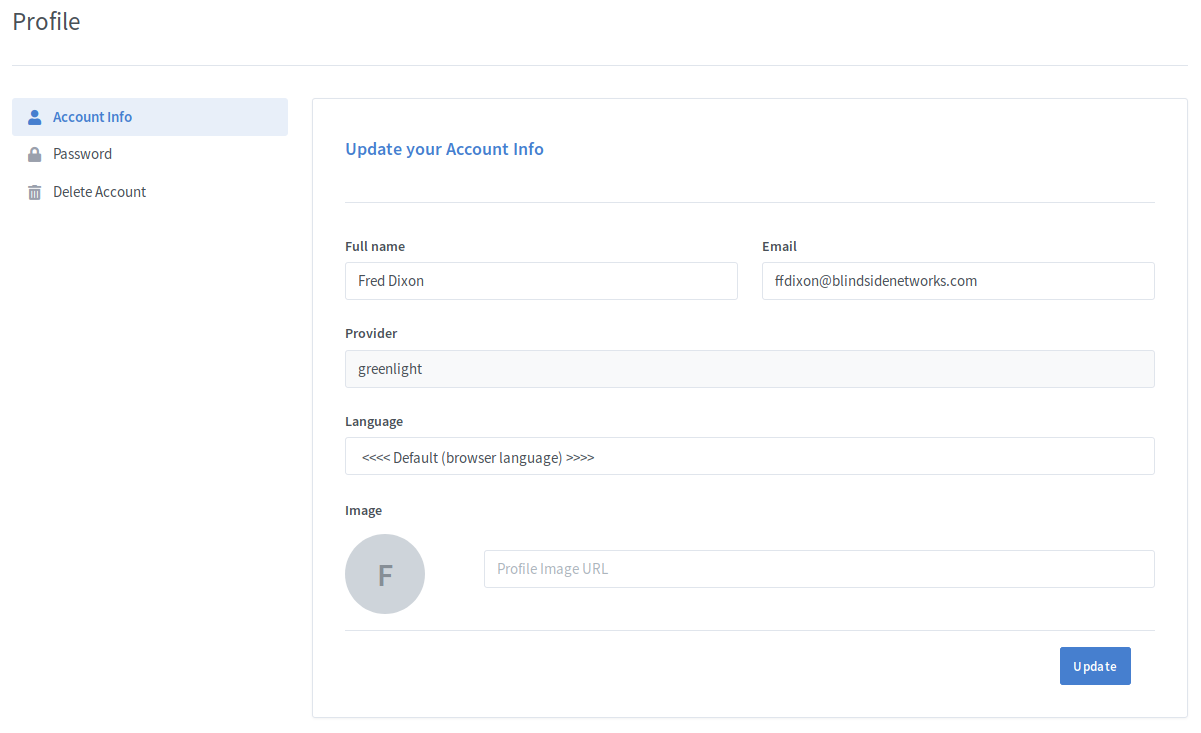 Profile
Account Info
Password
Delete Account
Update your Account Info
Full name
Email
Fred Dixon
ffdixon@blindsidenetworks.com
Provider
greenlight
Language
<<<< Default (browser language) >>>>
Image
F
Profile Image URL
Update